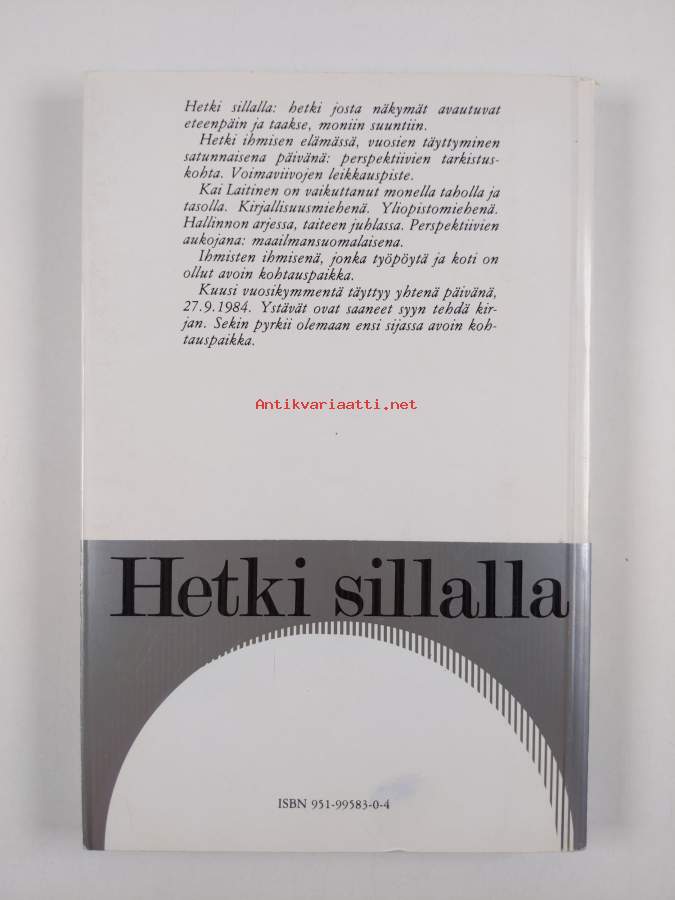 Hetki sillalla: hetki josta näkymät avautuvat
eteenpäin ja taakse, moniin suuntiin.
Hetki ihmisen elämässä, vuosien täyttyminen
satunnaisena päivänä: perspektiivien tarkistus-
kohta. Voimaviivojen leikkauspiste.
Kai Laitinen on vaikuttanut monella taholla ja
tasolla. Kirjallisuusmiehenä. Yliopistomiehenä.
Hallinnon arjessa, taiteen juhlassa. Perspektiivien
aukojana: maailmansuomalaisena.
Ihmisten ihmisenä, jonka työpöytä ja koti on
ollut avoin kohtauspaikka.
Kuusi vuosikymmentä täyttyy yhtenä päivänä,
27.9.1984. Ystävät ovat saaneet syyn tehdä kir-
jan. Sekin pyrkii olemaan ensi sijassa avoin koh-
tauspaikka.
Antikvariaatti.net
Hetki sillalla
ISBN 951-99583-0-4